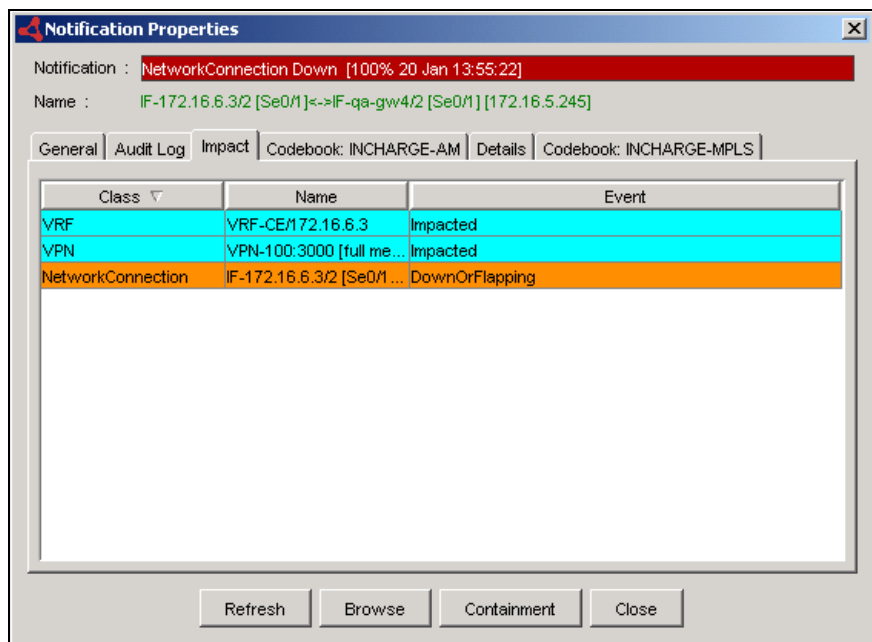 Notification Properties
Notification : NetworkConnection Down [100% 20 Jan 13:55:22]
Name : IF-172.16.6.3/2 [Se0/1]<->IF-qa-gw4/2 [Se0/1] [172.16.5.245]
General Audit Log Impact Codebook: INCHARGE-AM Details Codebook: INCHARGE-MPLS
Class Name Event
VRF VRF-CE/172.16.6.3 Impacted
VPN VPN-100:3000 [full me... Impacted
NetworkConnection IF-172.16.6.3/2 [Se0/1... DownOrFlapping
Refresh Browse Containment Close